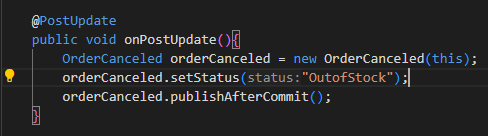 @PostUpdate
public void onPostUpdate(){
OrderCanceled orderCanceled = new OrderCanceled(this);
orderCanceled.setStatus(status:"OutofStock");
orderCanceled.publishAfterCommit();
}